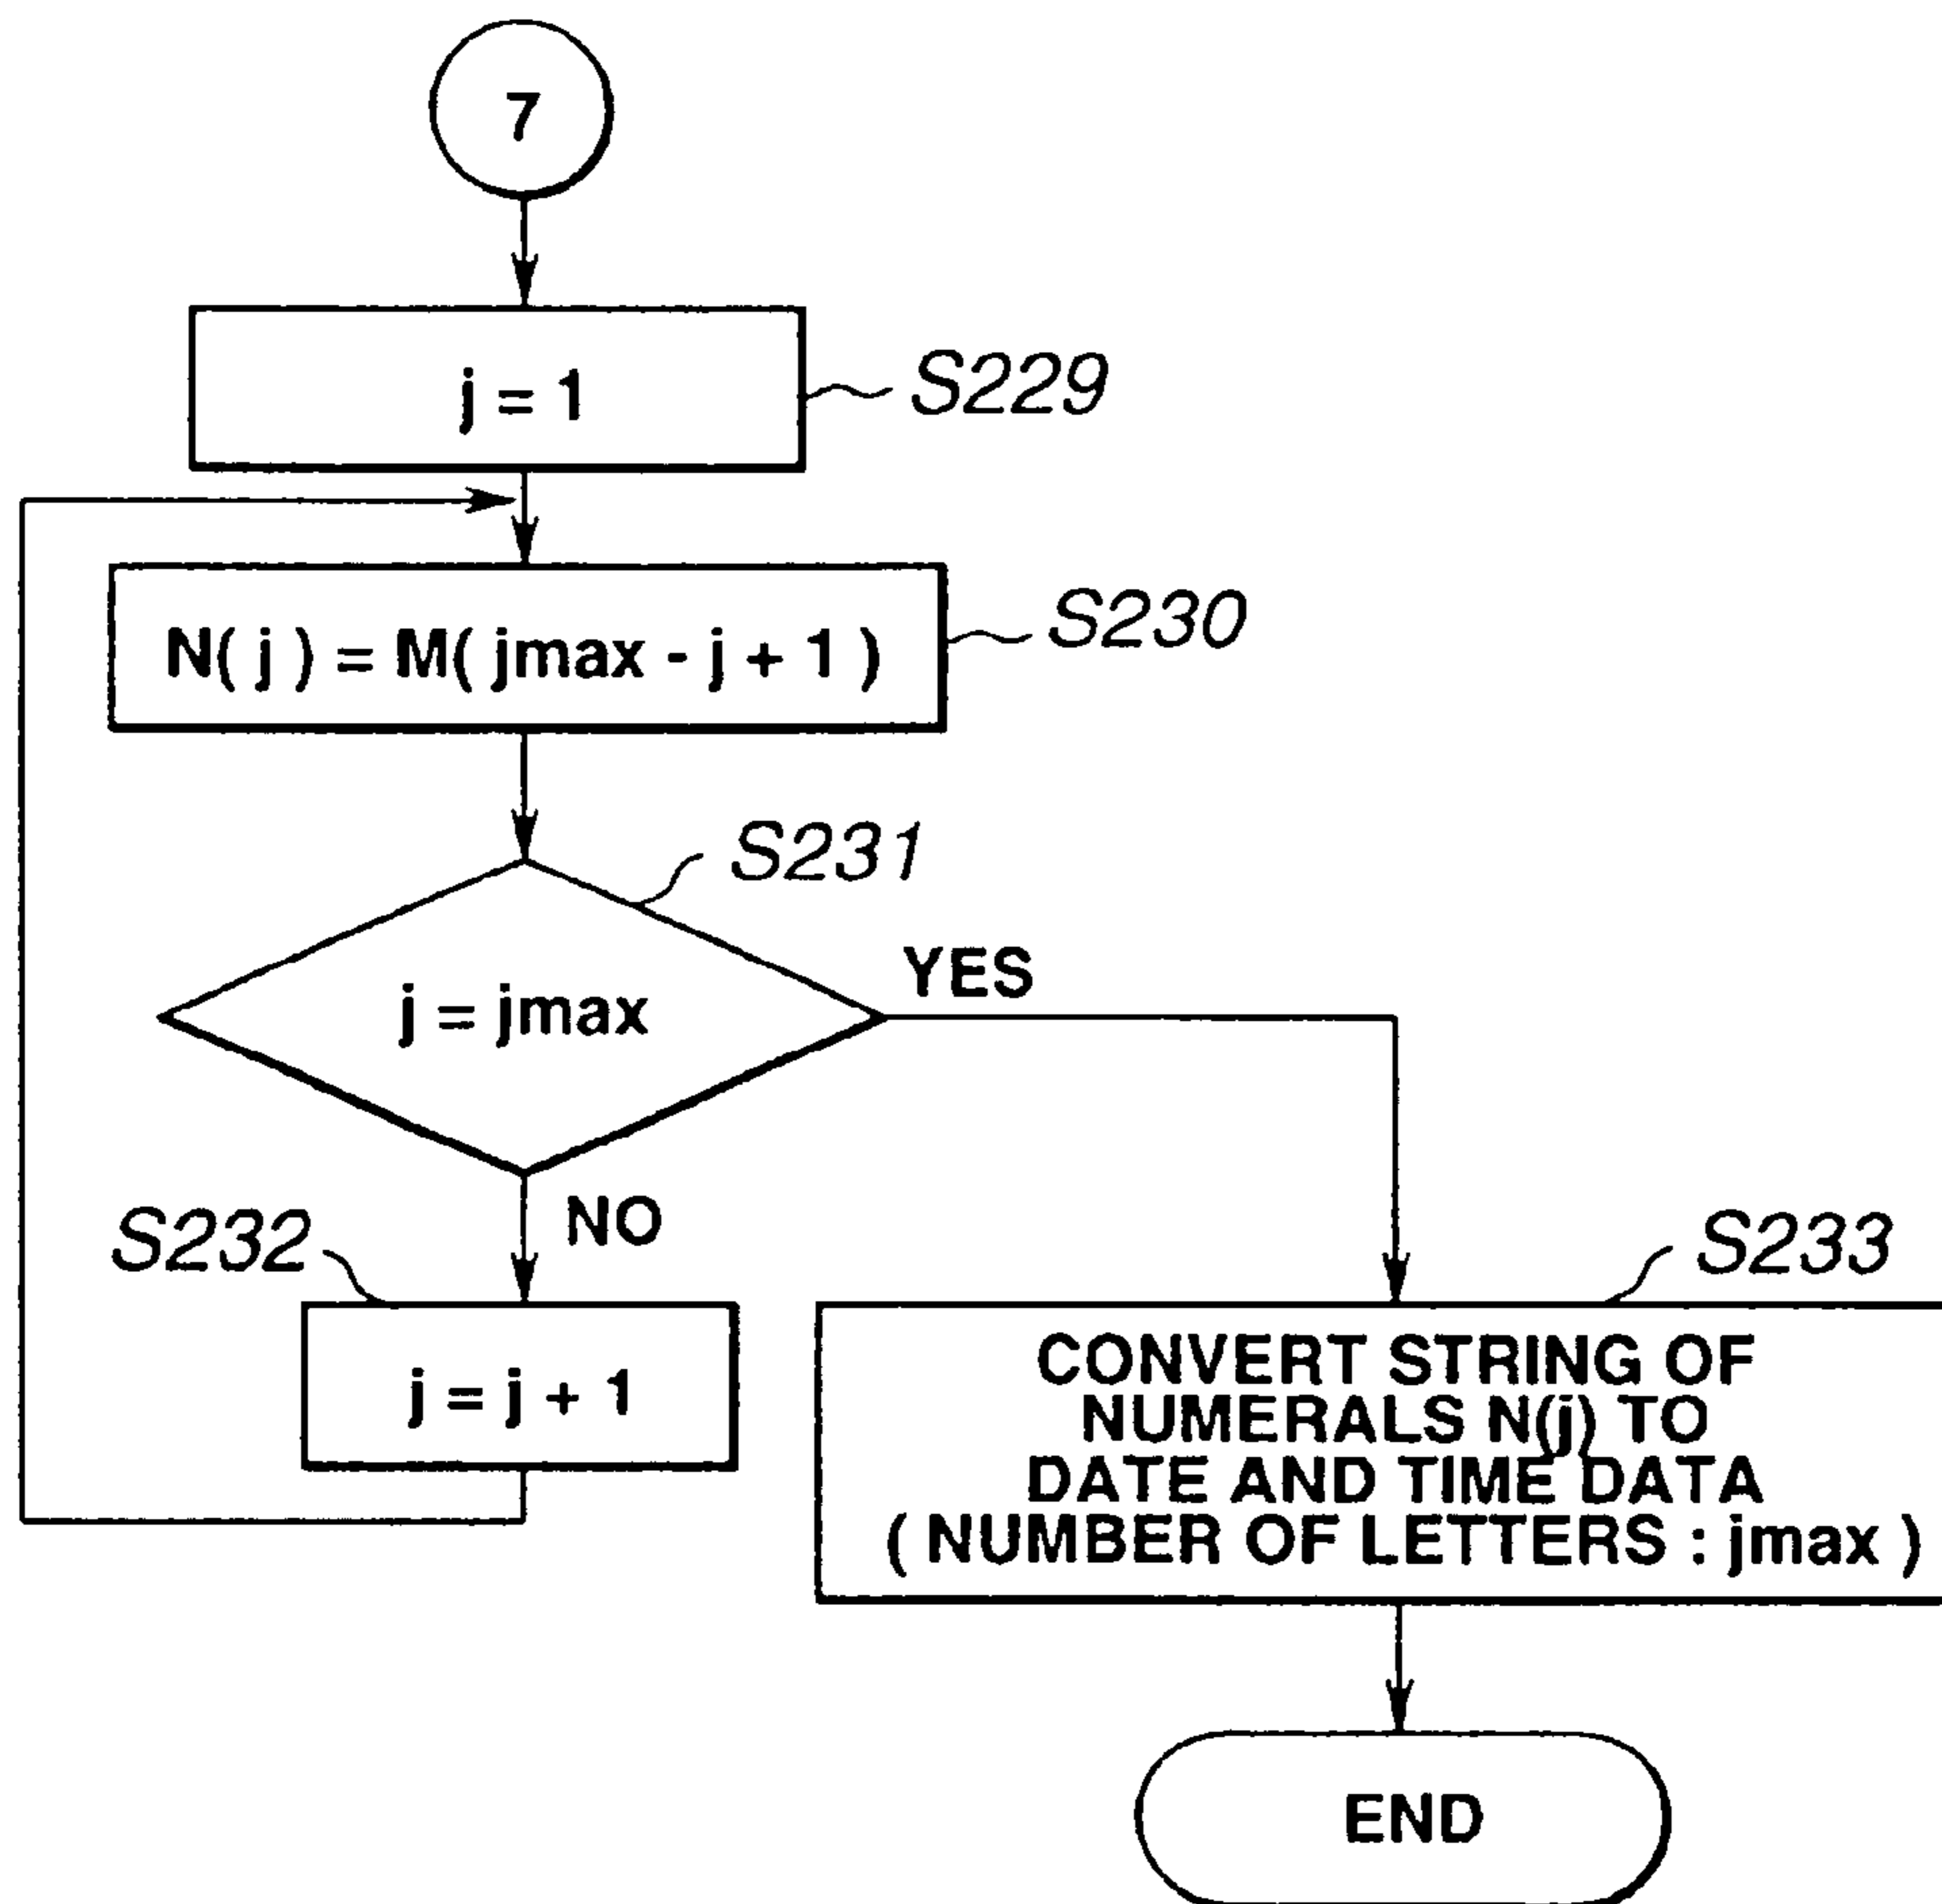 7
j = 1
S229
N( j ) = M( jmax - j + 1 )
S230
S231
j = jmax
YES
NO
S232
j = j + 1
S233
CONVERT STRING OF
NUMERALS N(j) TO
DATE AND TIME DATA
( NUMBER OF LETTERS : jmax )
END